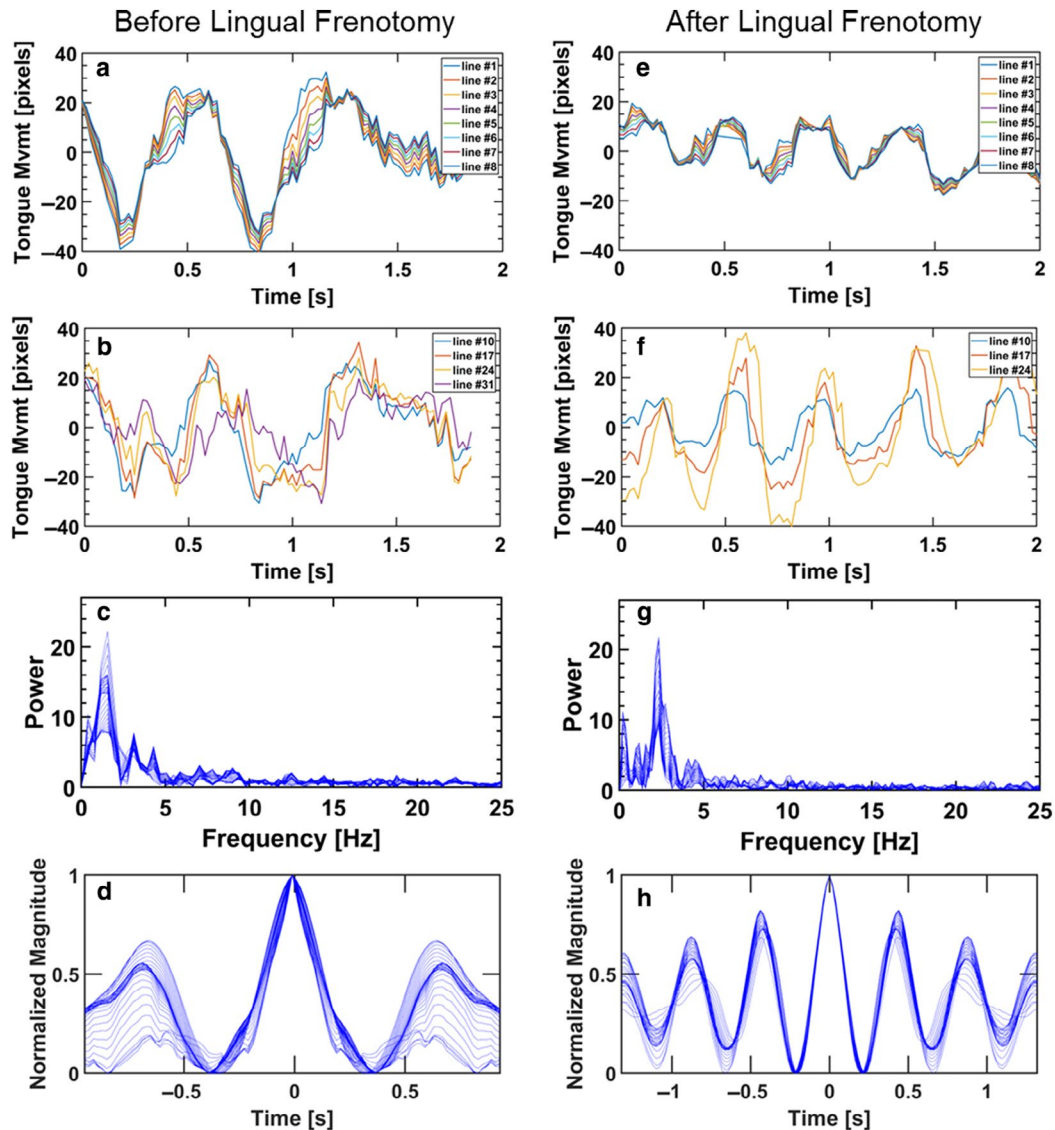 Before Lingual Frenotomy
After Lingual Frenotomy
a
Tongue Mvmt [pixels]
40
20
0
–20
–40
0
0.5
1
1.5
2
Time [s]
line #1
line #2
line #3
line #4
line #5
line #6
line #7
line #8
e
Tongue Mvmt [pixels]
40
20
0
–20
–40
0
0.5
1
1.5
2
Time [s]
line #1
line #2
line #3
line #4
line #5
line #6
line #7
line #8
b
Tongue Mvmt [pixels]
40
20
0
–20
–40
0
0.5
1
1.5
2
Time [s]
line #10
line #17
line #24
line #31
f
Tongue Mvmt [pixels]
40
20
0
–20
–40
0
0.5
1
1.5
2
Time [s]
line #10
line #17
line #24
c
Power
20
10
0
0
5
10
15
20
25
Frequency [Hz]
g
Power
20
10
0
0
5
10
15
20
25
Frequency [Hz]
d
Normalized Magnitude
1
0.5
0
–0.5
0
0.5
Time [s]
h
Normalized Magnitude
1
0.5
0
–1
–0.5
0
0.5
1
Time [s]